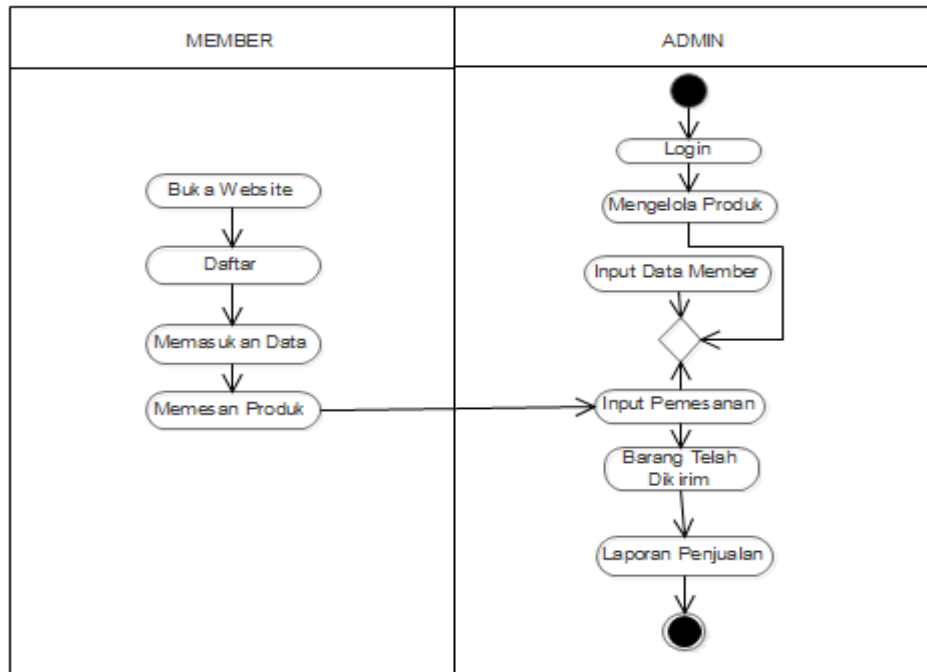 MEMBER
ADMIN
Buka Website
Daftar
Memasukan Data
Memesan Produk
Login
Mengelola Produk
Input Data Member
Input Pemesanan
Barang Telah
Dikirim
Laporan Penjualan